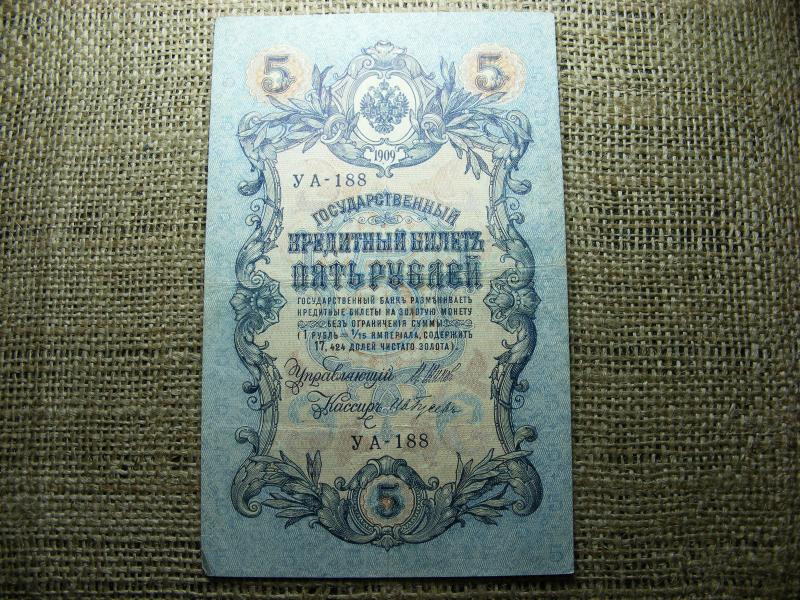 5 5
1909
УА-188
ГОСУДАРСТВЕННЫЙ
КРЕДИТНЫЙ БИЛЕТЪ
ПЯТЬ РУБЛЕЙ
ГОСУДАРСТВЕННЫЙ БАНКЪ РАЗМѢНИВАЕТЪ
КРЕДИТНЫЕ БИЛЕТЫ НА ЗОЛОТУЮ МОНЕТУ
БЕЗЪ ОГРАНИЧЕНІЯ СУММЫ
(1 РУБЛЬ = 1/15 ИМПЕРІАЛА, СОДЕРЖИТЪ
17,424 ДОЛЕЙ ЧИСТАГО ЗОЛОТА).
Управляющій
Кассиръ
УА-188
5